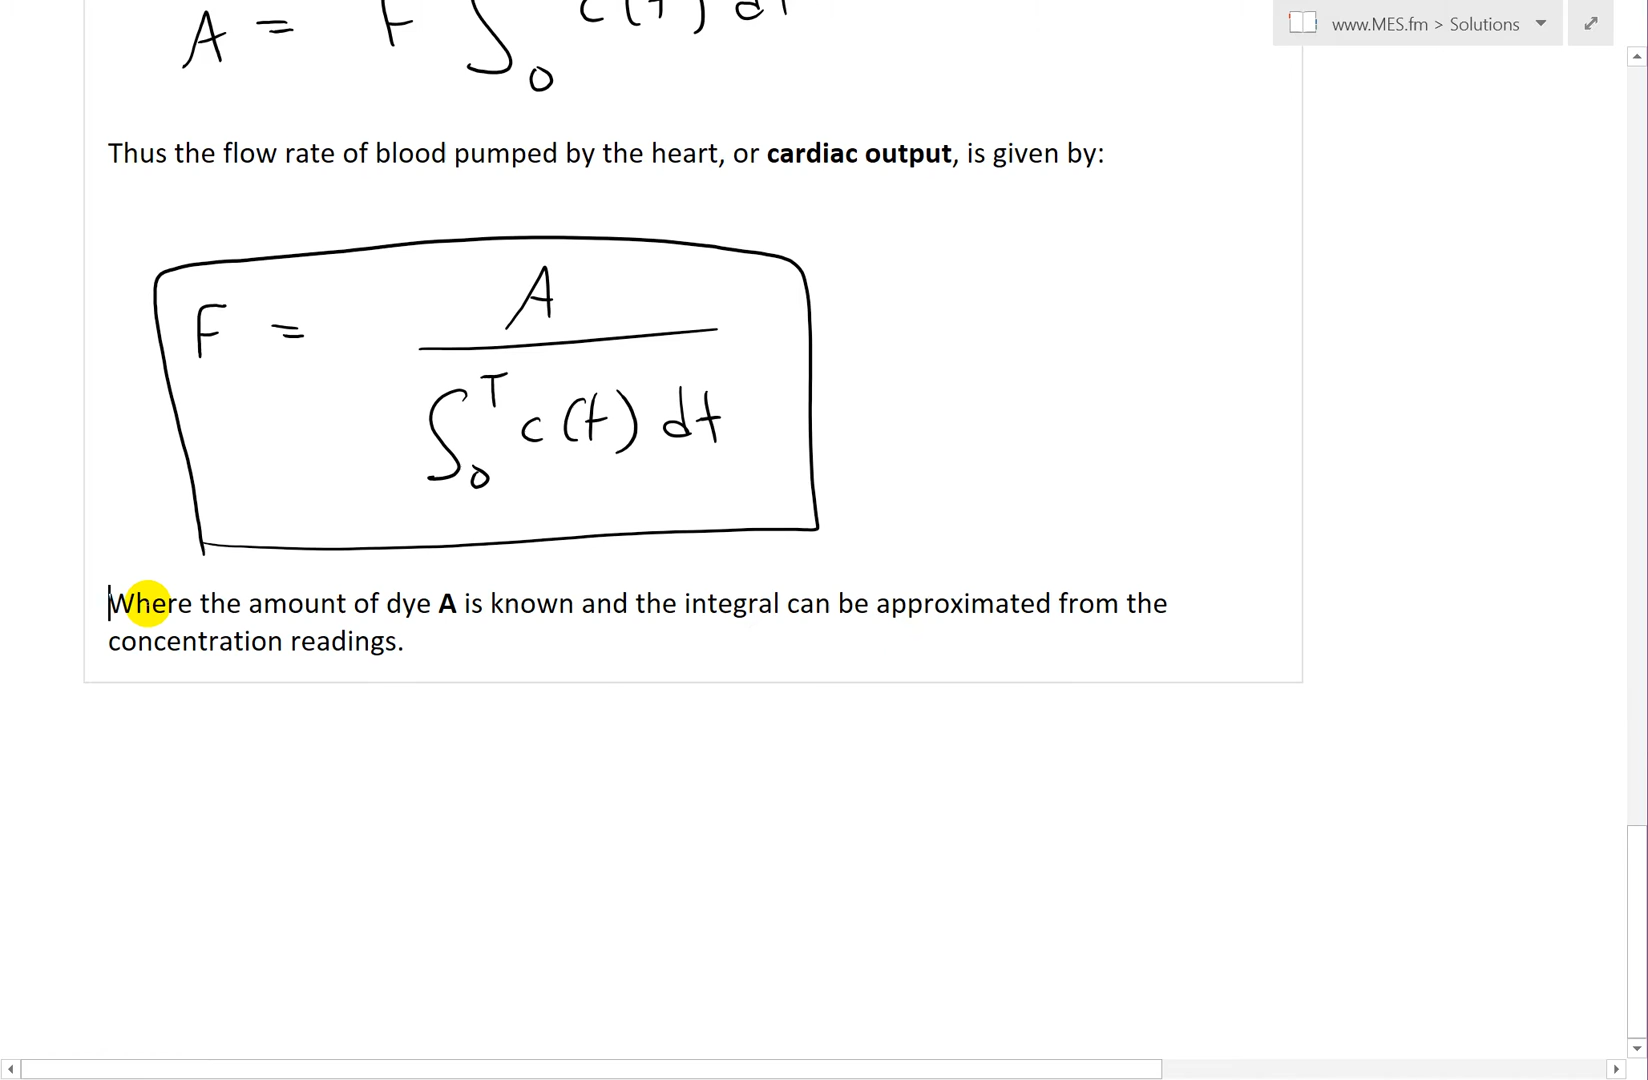 www.MES.fm > Solutions
A = F ∫₀ c(t) dt
Thus the flow rate of blood pumped by the heart, or cardiac output, is given by:
F = A
∫₀ᵀ c(t) dt
Where the amount of dye A is known and the integral can be approximated from the
concentration readings.